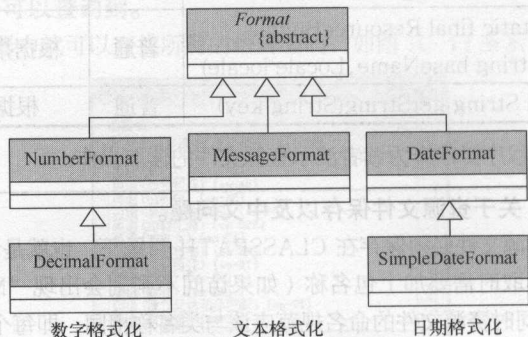 Format
{abstract}
NumberFormat
MessageFormat
DateFormat
DecimalFormat
SimpleDateFormat
数字格式化
文本格式化
日期格式化